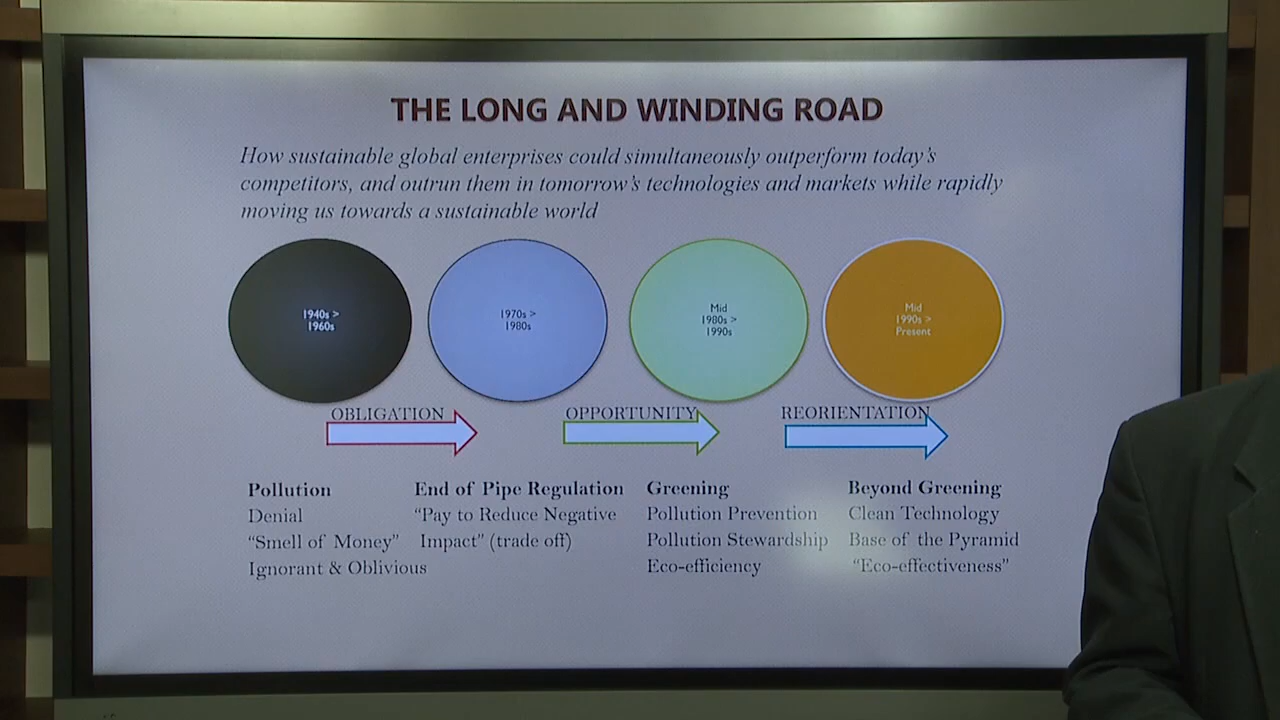 THE LONG AND WINDING ROAD
How sustainable global enterprises could simultaneously outperform today's
competitors, and outrun them in tomorrow's technologies and markets while rapidly
moving us towards a sustainable world
1940s >
1960s
1970s >
1980s
Mid
1980s >
1990s
Mid
1990s >
Present
OBLIGATION
OPPORTUNITY
REORIENTATION
Pollution
Denial
"Smell of Money"
Ignorant & Oblivious
End of Pipe Regulation
"Pay to Reduce Negative
Impact" (trade off)
Greening
Pollution Prevention
Pollution Stewardship
Eco-efficiency
Beyond Greening
Clean Technology
Base of the Pyramid
"Eco-effectiveness"